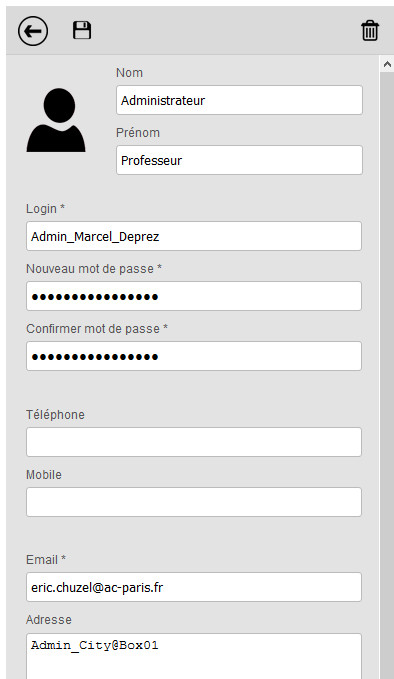 Nom
Administrateur
Prénom
Professeur
Login *
Admin_Marcel_Deprez
Nouveau mot de passe *
●●●●●●●●●●●●●●●●
Confirmer mot de passe *
●●●●●●●●●●●●●●●●
Téléphone
Mobile
Email *
eric.chuzel@ac-paris.fr
Adresse
Admin_City@Box01